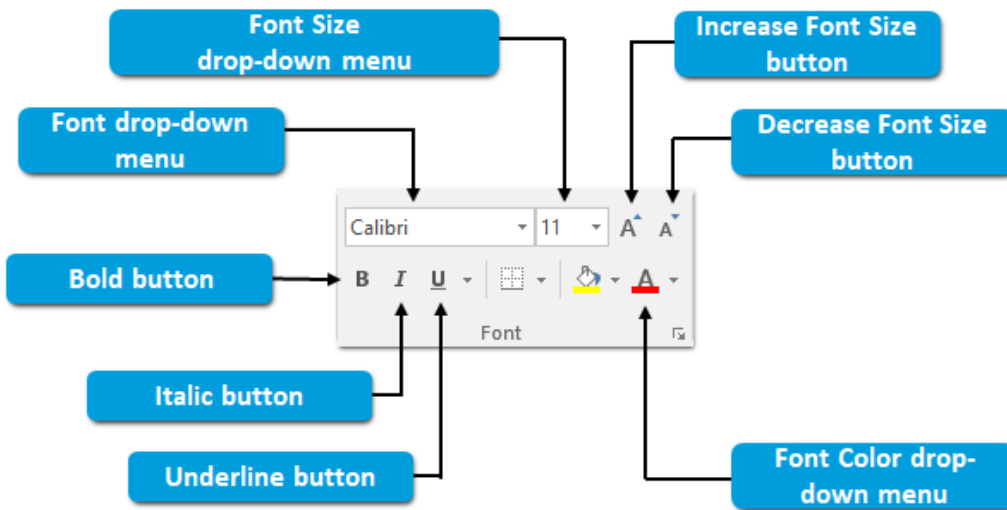 Font Size
drop-down menu
Increase Font Size
button
Font drop-down
menu
Decrease Font Size
button
Calibri
11
A A
Bold button
B I U
A
Font
Italic button
Underline button
Font Color drop-
down menu